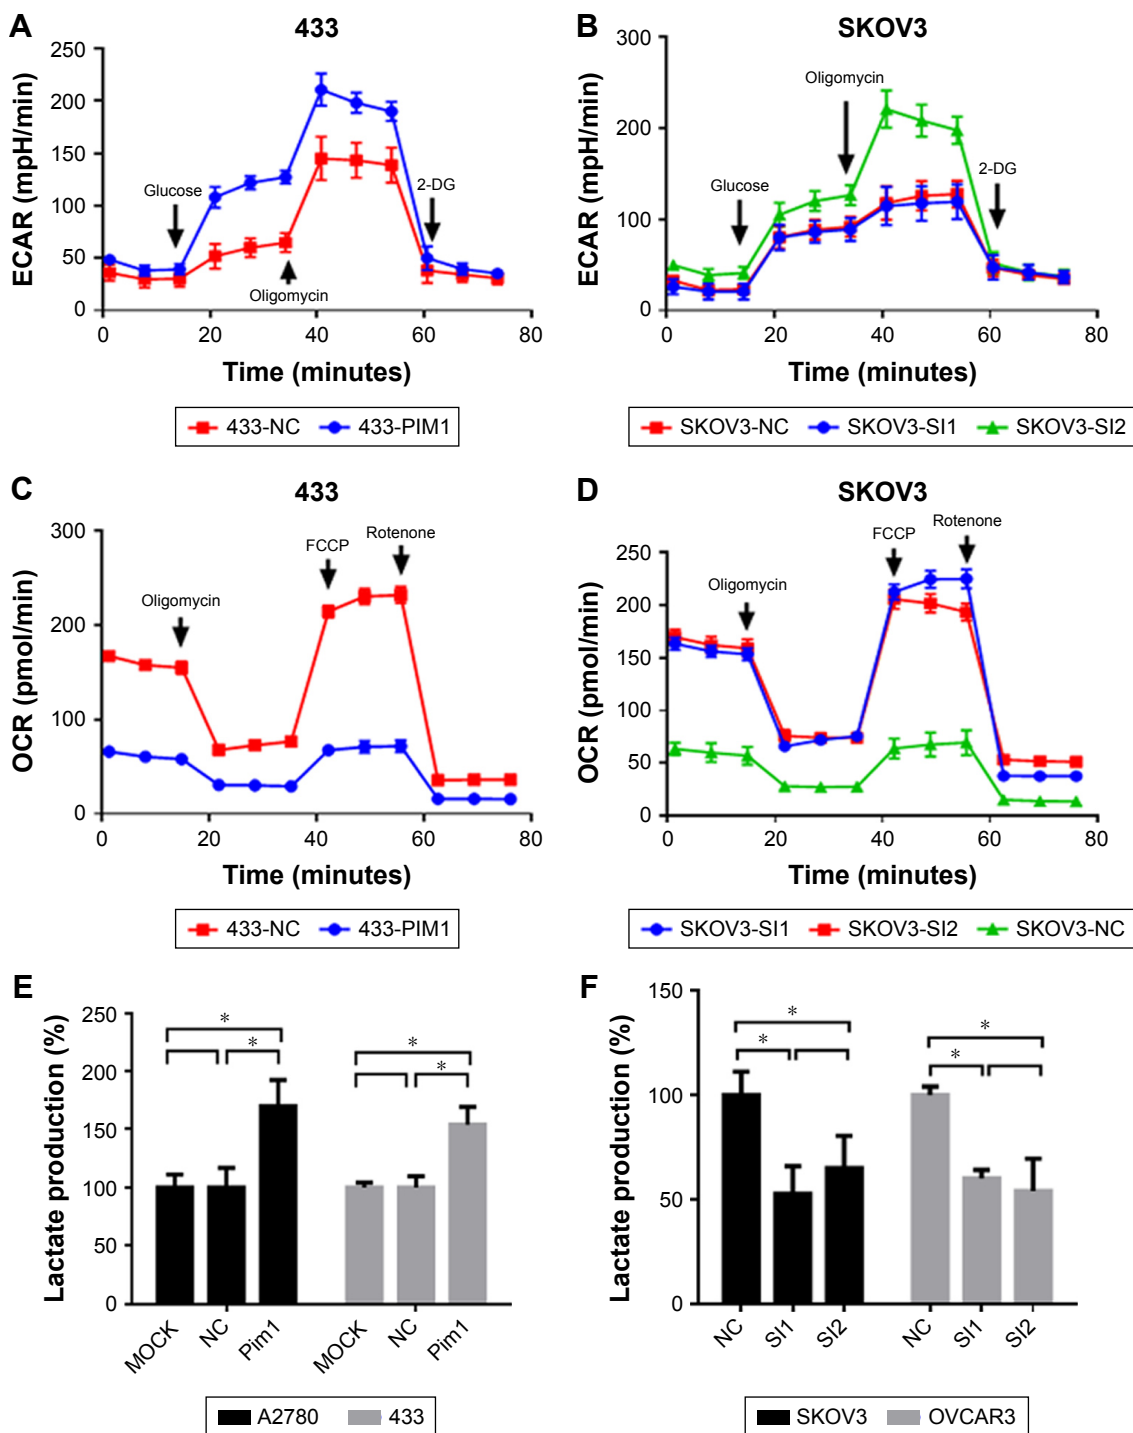 A
433
ECAR (mpH/min)
250
200
150
100
50
0
Glucose
Oligomycin
2-DG
0 20 40 60 80
Time (minutes)
433-NC 433-PIM1
B
SKOV3
ECAR (mpH/min)
300
200
100
0
Glucose
Oligomycin
2-DG
0 20 40 60 80
Time (minutes)
SKOV3-NC SKOV3-SI1 SKOV3-SI2
C
433
OCR (pmol/min)
300
200
100
0
Oligomycin
FCCP
Rotenone
0 20 40 60 80
Time (minutes)
433-NC 433-PIM1
D
SKOV3
OCR (pmol/min)
250
200
150
100
50
0
Oligomycin
FCCP
Rotenone
0 20 40 60 80
Time (minutes)
SKOV3-SI1 SKOV3-SI2 SKOV3-NC
E
Lactate production (%)
250
200
150
100
50
0
* *
* *
MOCK NC Pim1 MOCK NC Pim1
A2780 433
F
Lactate production (%)
150
100
50
0
* *
* *
NC SI1 SI2 NC SI1 SI2
SKOV3 OVCAR3